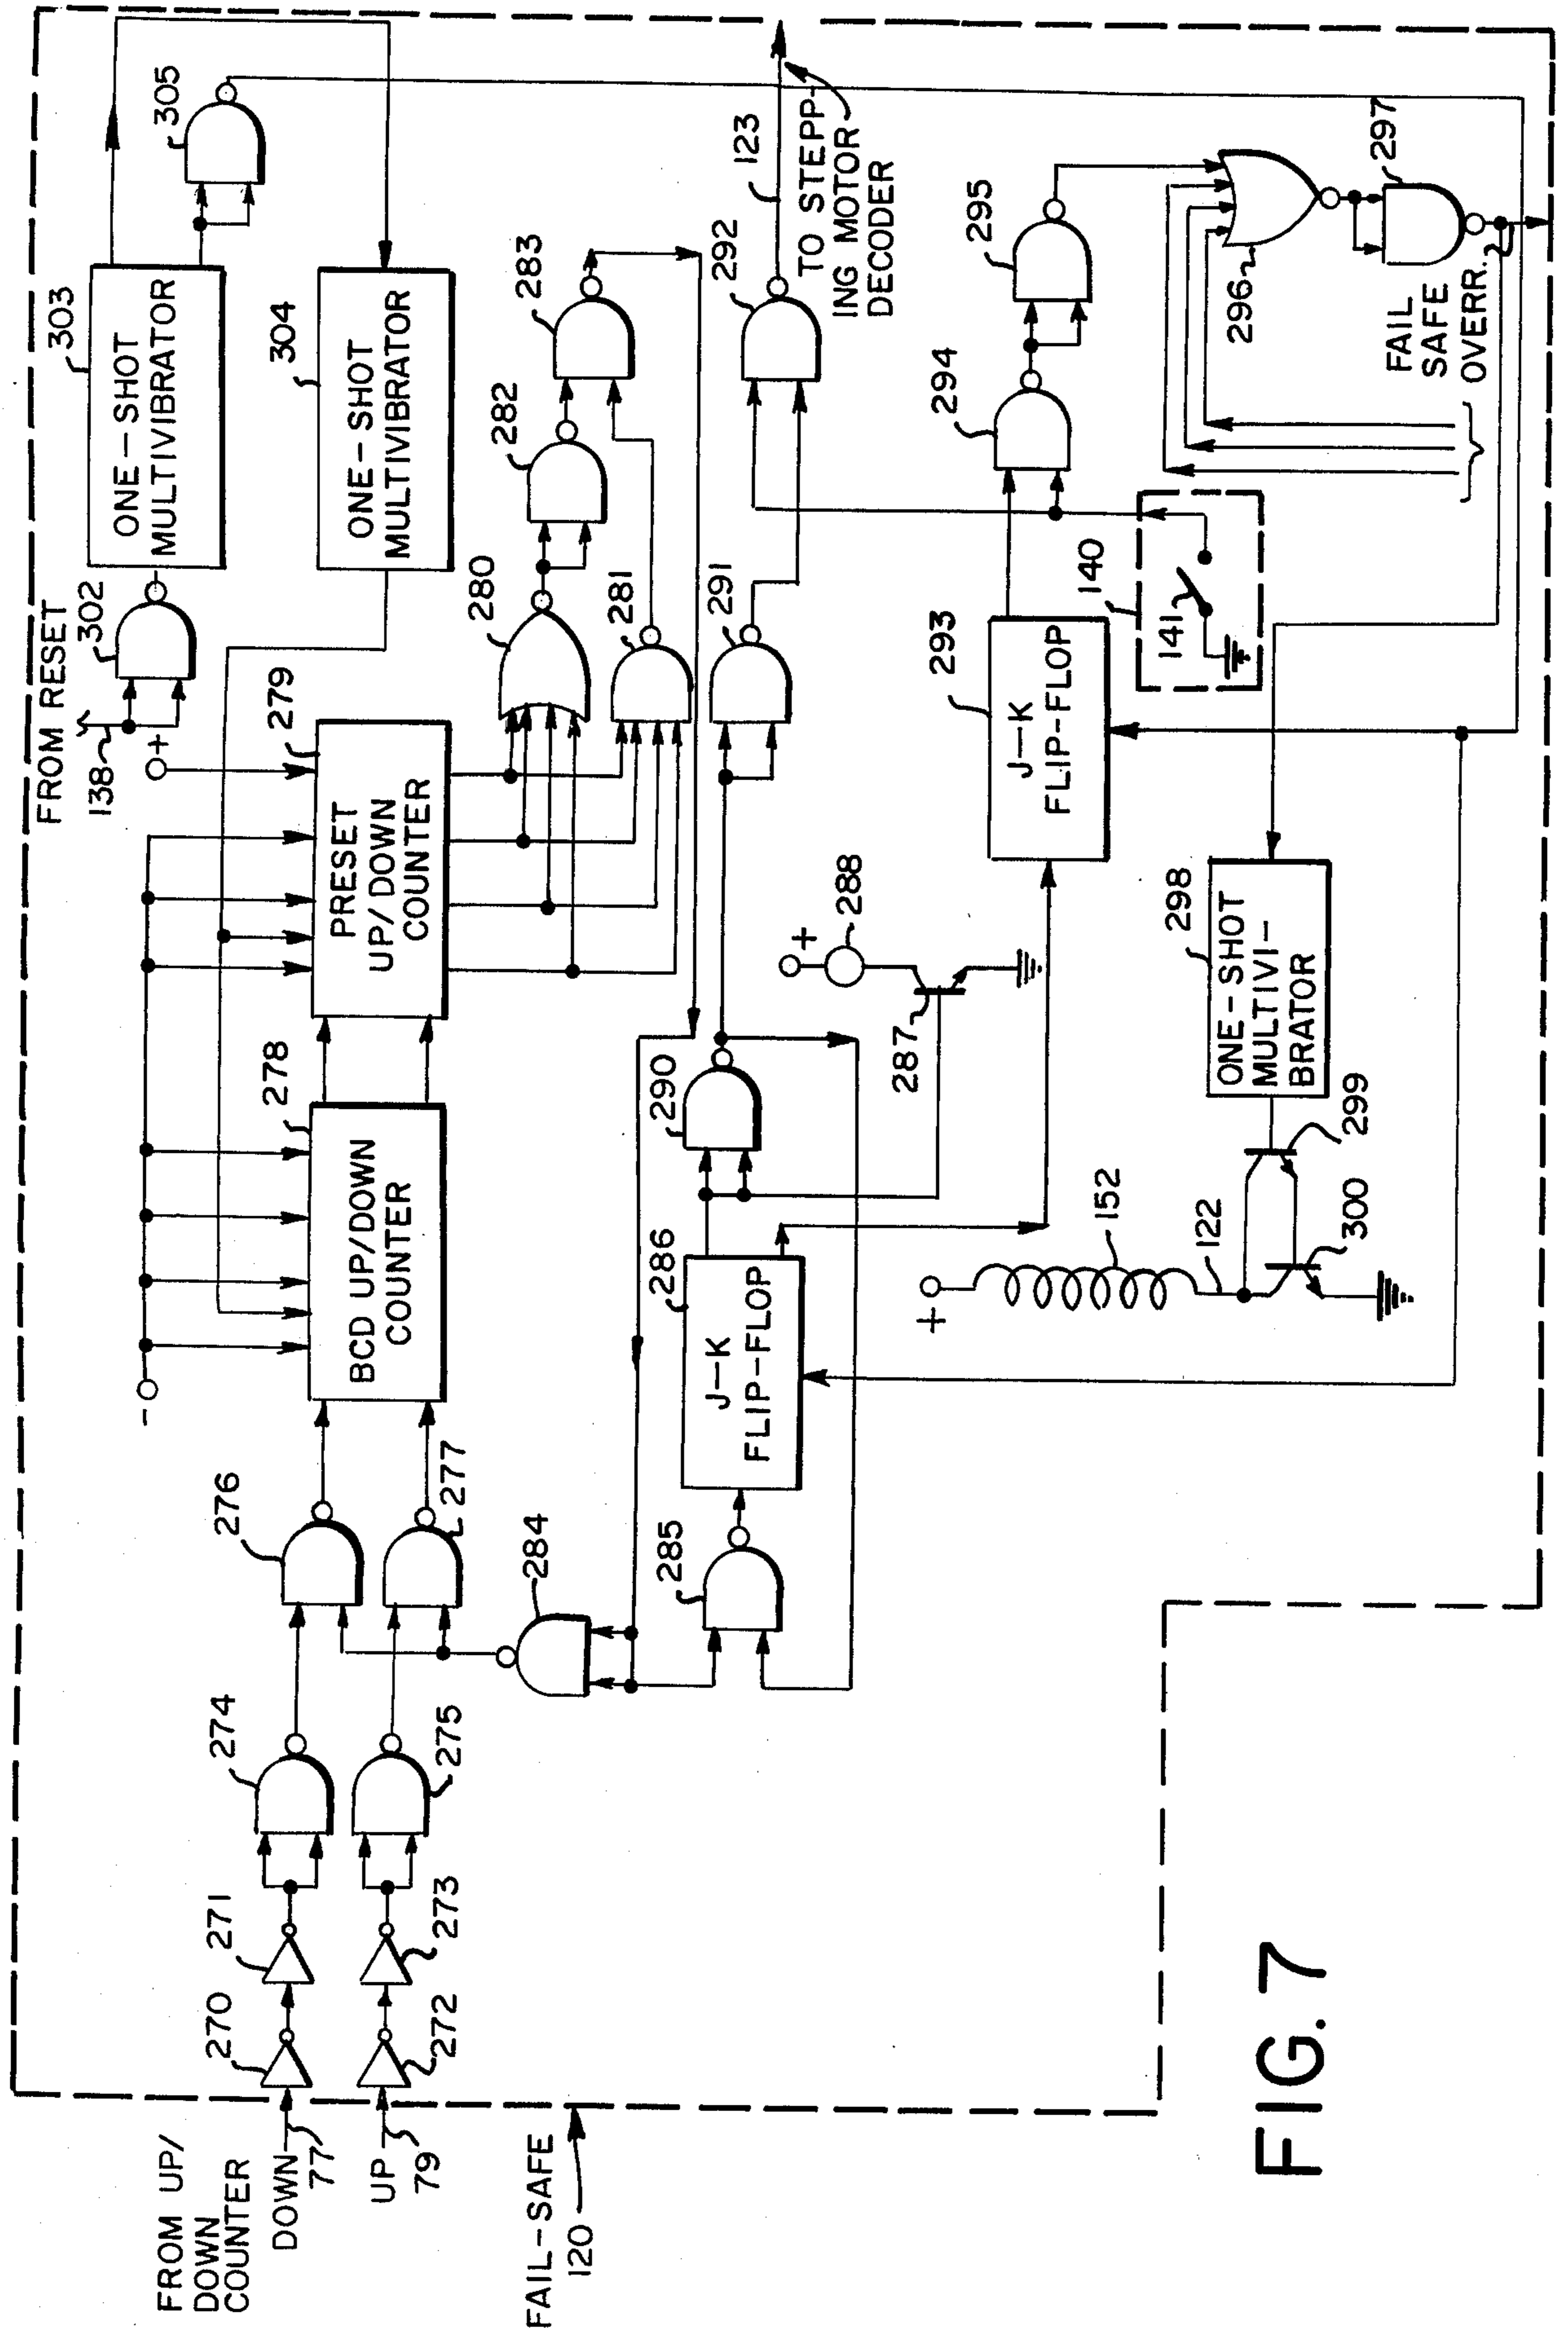 FROM UP/
DOWN
COUNTER
DOWN
77
UP
79
FAIL-SAFE
120
270
271
272
273
274
275
276
277
284
-
278
BCD UP/DOWN
COUNTER
279
PRESET
UP/DOWN
COUNTER
+
FROM RESET
138
302
303
ONE-SHOT
MULTIVIBRATOR
304
ONE-SHOT
MULTIVIBRATOR
305
280
281
282
283
285
286
J-K
FLIP-FLOP
290
291
292
123
TO STEPP-
ING MOTOR
DECODER
287
288
+
293
J-K
FLIP-FLOP
294
295
296
297
140
141
FAIL
SAFE
OVERR.
298
ONE-SHOT
MULTIVI-
BRATOR
299
300
122
152
+
FIG. 7